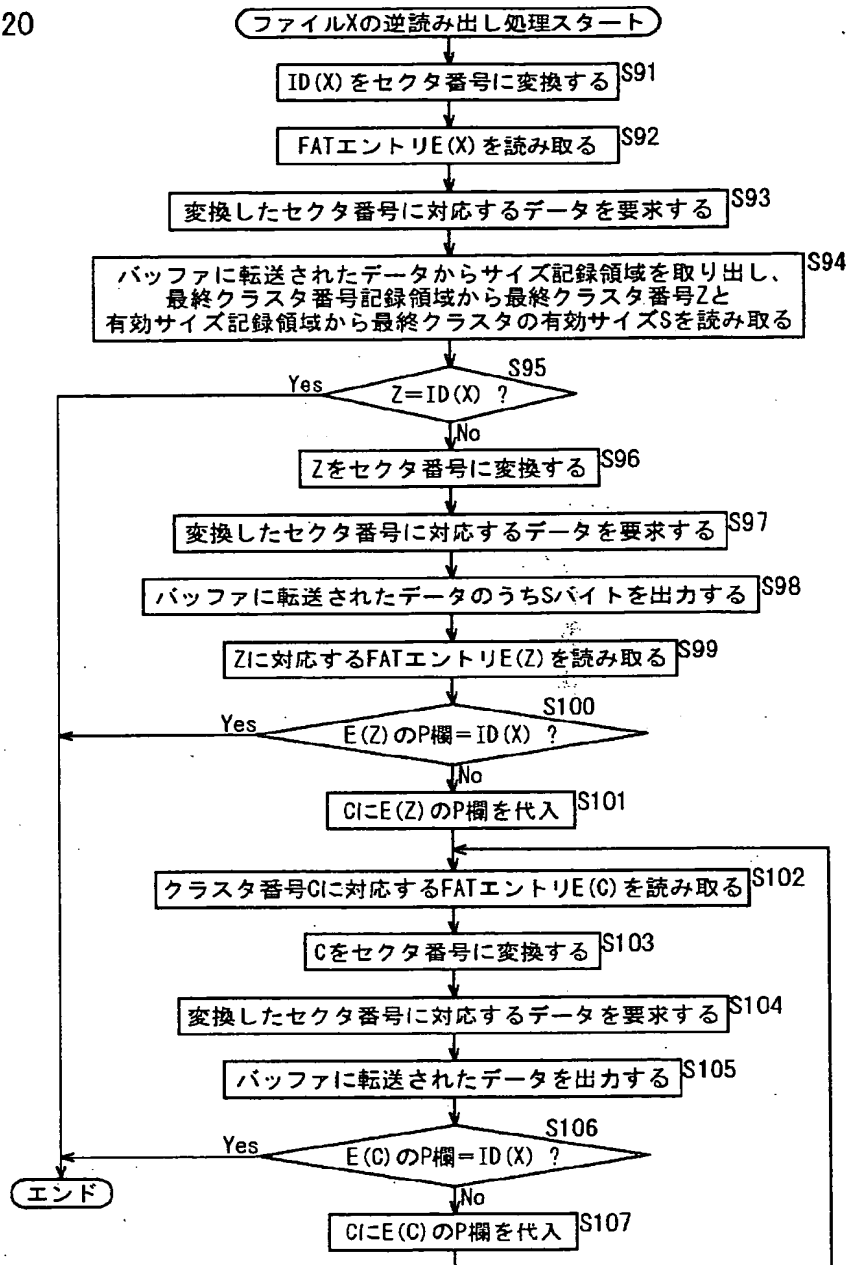 20
ファイルXの逆読み出し処理スタート
ID(X)をセクタ番号に変換する
S91
FATエントリE(X)を読み取る
S92
変換したセクタ番号に対応するデータを要求する
S93
バッファに転送されたデータからサイズ記録領域を取り出し、
最終クラスタ番号記録領域から最終クラスタ番号Zと
有効サイズ記録領域から最終クラスタの有効サイズSを読み取る
S94
Z=ID(X) ?
S95
Yes
No
Zをセクタ番号に変換する
S96
変換したセクタ番号に対応するデータを要求する
S97
バッファに転送されたデータのうちSバイトを出力する
S98
Zに対応するFATエントリE(Z)を読み取る
S99
E(Z)のP欄=ID(X) ?
S100
Yes
No
CにE(Z)のP欄を代入
S101
クラスタ番号Cに対応するFATエントリE(C)を読み取る
S102
Cをセクタ番号に変換する
S103
変換したセクタ番号に対応するデータを要求する
S104
バッファに転送されたデータを出力する
S105
E(C)のP欄=ID(X) ?
S106
Yes
No
エンド
CにE(C)のP欄を代入
S107